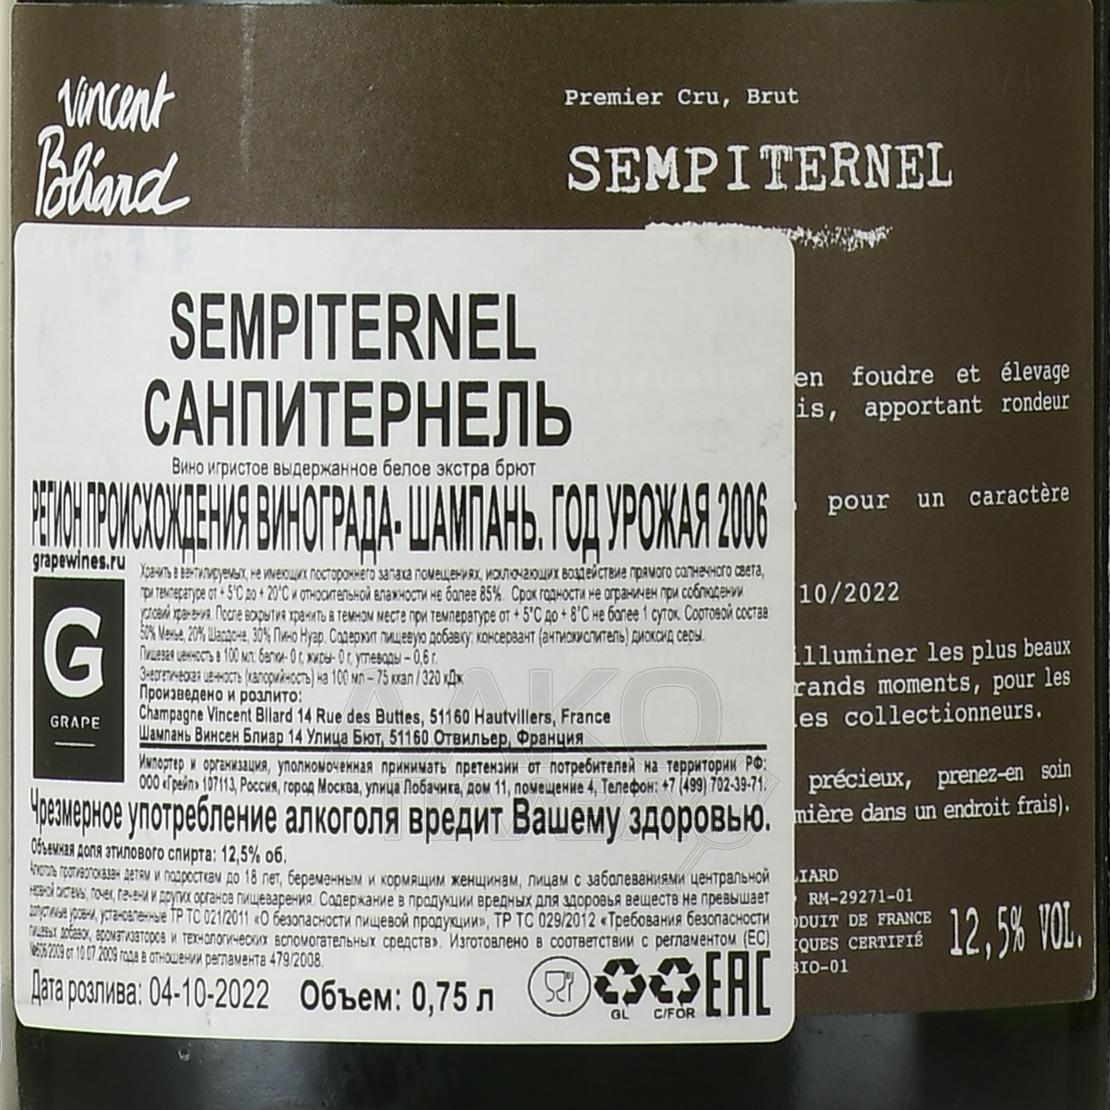 Vincent
Bliard
Premier Cru, Brut
SEMPITERNEL
en foudre et élevage
is, apportant rondeur
, pour un caractère
10/2022
illuminer les plus beaux
rands moments, pour les
es collectionneurs.
précieux, prenez-en soin
mière dans un endroit frais).
LIARD
RM-29271-01
ODUIT DE FRANCE
QUES CERTIFIÉ
BIO-01
12,5% VOL.
SEMPITERNEL
САНПИТЕРНЕЛЬ
Вино игристое выдержанное белое экстра брют
РЕГИОН ПРОИСХОЖДЕНИЯ ВИНОГРАДА- ШАМПАНЬ. ГОД УРОЖАЯ 2006
grapewines.ru
G
GRAPE
Хранить в вентилируемых, не имеющих постороннего запаха помещениях, исключающих воздействие прямого солнечного света,
при температуре от + 5°С до + 20°С и относительной влажности не более 85%. Срок годности не ограничен при соблюдении
условий хранения. После вскрытия хранить в темном месте при температуре от + 5°С до + 8°С не более 1 суток. Сортовой состав:
50% Менье, 20% Шардоне, 30% Пино Нуар. Содержит пищевую добавку: консервант (антиокислитель) диоксид серы.
Пищевая ценность в 100 мл: белки- 0 г, жиры- 0 г, углеводы – 0,6 г.
Энергетическая ценность (калорийность) на 100 мл – 75 ккал / 320 кДж
Произведено и розлито:
Champagne Vincent Bliard 14 Rue des Buttes, 51160 Hautvillers, France
Шампань Винсен Блиар 14 Улица Бют, 51160 Отвильер, Франция
Импортер и организация, уполномоченная принимать претензии от потребителей на территории РФ:
ООО «Грейп» 107113, Россия, город Москва, улица Лобачика, дом 11, помещение 4, Телефон: +7 (499) 702-39-71.
Чрезмерное употребление алкоголя вредит Вашему здоровью.
Объемная доля этилового спирта: 12,5% об.
Алкоголь противопоказан детям и подросткам до 18 лет, беременным и кормящим женщинам, лицам с заболеваниями центральной
нервной системы, почек, печени и других органов пищеварения. Содержание в продукции вредных для здоровья веществ не превышает
допустимые уровни, установленные ТР ТС 021/2011 «О безопасности пищевой продукции», ТР ТС 029/2012 «Требования безопасности
пищевых добавок, ароматизаторов и технологических вспомогательных средств». Изготовлено в соответствии с регламентом (ЕС)
№606/2009 от 10.07.2009 года в отношении регламента 479/2008.
Дата розлива: 04-10-2022 Объем: 0,75 л
GL
C/FOR
ЕАС
АЛКО
ПАЛКА